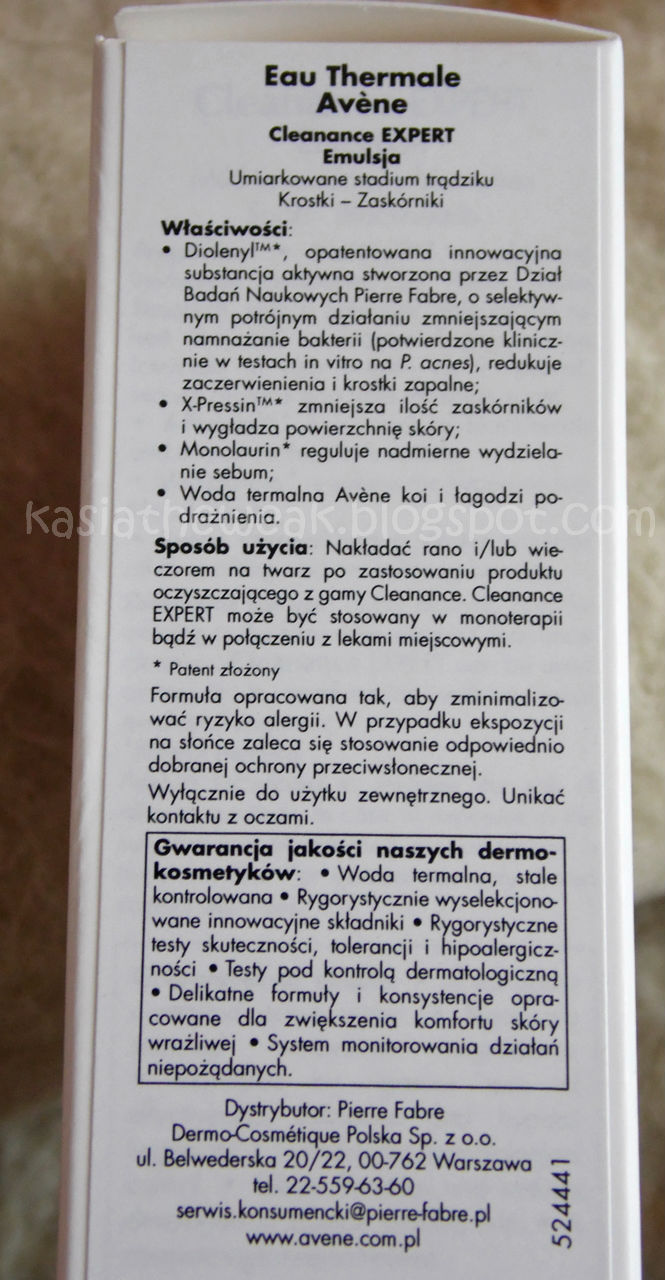 Eau Thermale
Avène
Cleanance EXPERT
Emulsja
Umiarkowane stadium trądziku
Krostki – Zaskórniki
Właściwości:
• Diolenyl™*, opatentowana innowacyjna
substancja aktywna stworzona przez Dział
Badań Naukowych Pierre Fabre, o selektyw-
nym potrójnym działaniu zmniejszającym
namnażanie bakterii (potwierdzone klinicz-
nie w testach in vitro na P. acnes), redukuje
zaczerwienienia i krostki zapalne;
• X-Pressin™* zmniejsza ilość zaskórników
i wygładza powierzchnię skóry;
• Monolaurin* reguluje nadmierne wydziela-
nie sebum;
• Woda termalna Avène koi i łagodzi po-
drażnienia.
Sposób użycia: Nakładać rano i/lub wie-
czorem na twarz po zastosowaniu produktu
oczyszczającego z gamy Cleanance. Cleanance
EXPERT może być stosowany w monoterapii
bądź w połączeniu z lekami miejscowymi.
* Patent złożony
Formuła opracowana tak, aby zminimalizo-
wać ryzyko alergii. W przypadku ekspozycji
na słońce zaleca się stosowanie odpowiednio
dobranej ochrony przeciwsłonecznej.
Wyłącznie do użytku zewnętrznego. Unikać
kontaktu z oczami.
Gwarancja jakości naszych dermo-
kosmetyków: • Woda termalna, stale
kontrolowana • Rygorystycznie wyselekcjono-
wane innowacyjne składniki • Rygorystyczne
testy skuteczności, tolerancji i hipoalergicz-
ności • Testy pod kontrolą dermatologiczną
• Delikatne formuły i konsystencje opra-
cowane dla zwiększenia komfortu skóry
wrażliwej • System monitorowania działań
niepożądanych.
Dystrybutor: Pierre Fabre
Dermo-Cosmétique Polska Sp. z o.o.
ul. Belwederska 20/22, 00-762 Warszawa
tel. 22-559-63-60
serwis.konsumencki@pierre-fabre.pl
www.avene.com.pl
524441